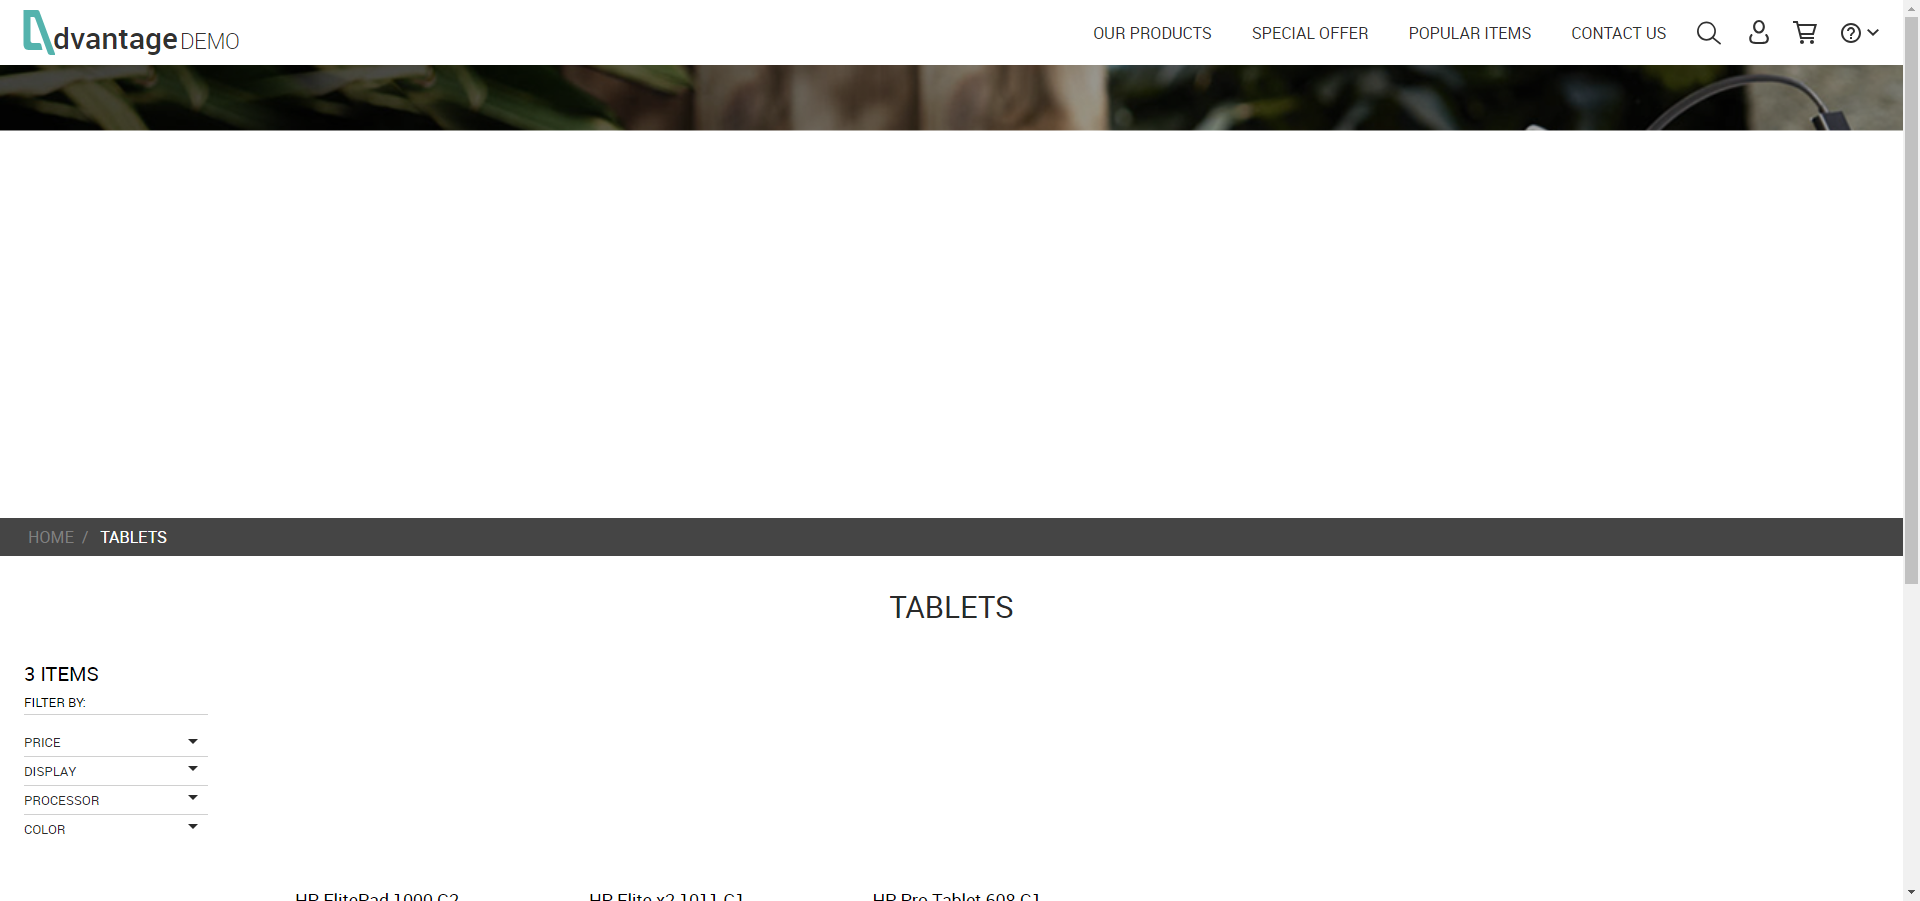 dvantage DEMO
OUR PRODUCTS SPECIAL OFFER POPULAR ITEMS CONTACT US
HOME / TABLETS
TABLETS
3 ITEMS
FILTER BY:
PRICE
DISPLAY
PROCESSOR
COLOR
HP ElitePad 1000 G2 HP Elite x2 1011 G1 HP Pro Tablet 608 G1